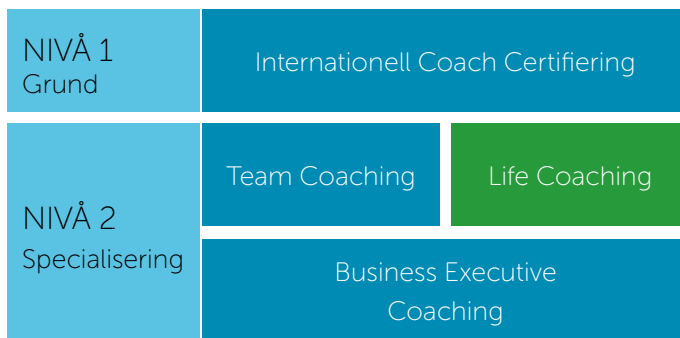 NIVÅ 1
Grund
Internationell Coach Certifiering
NIVÅ 2
Specialisering
Team Coaching
Life Coaching
Business Executive
Coaching